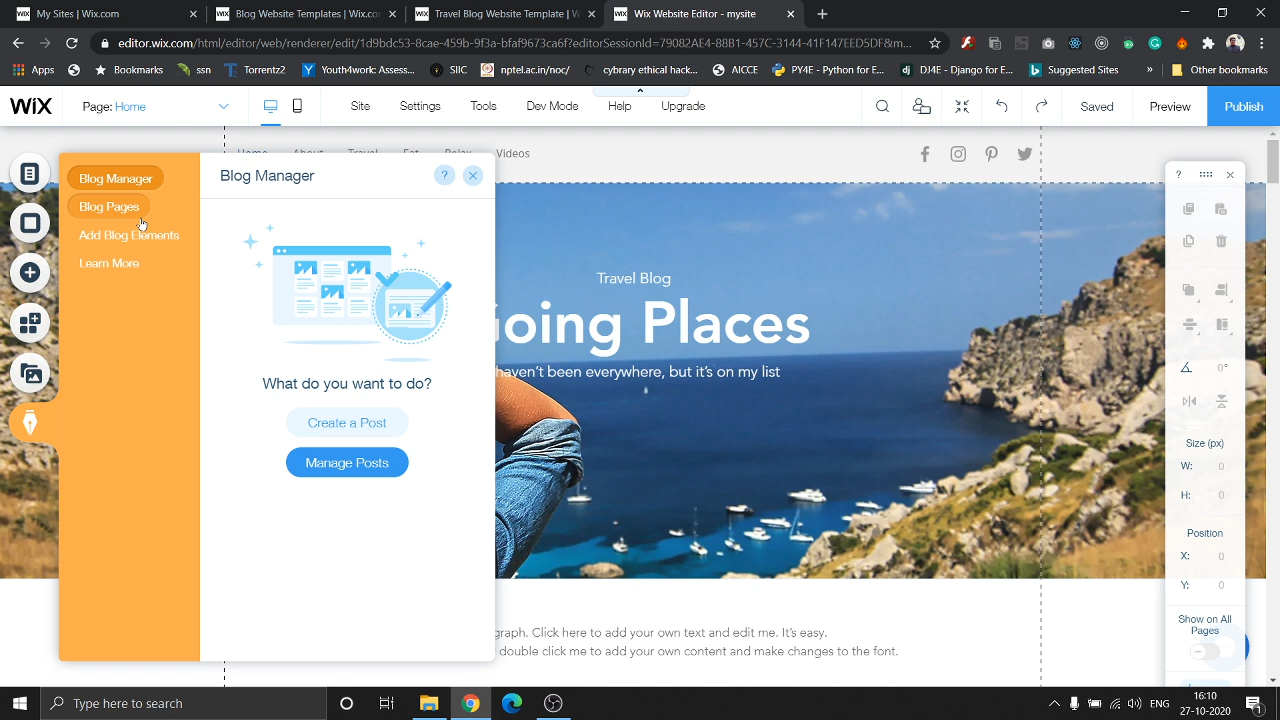 My Sites | Wix.com
Blog Website Templates | Wix.co
Travel Blog Website Template | W
Wix Website Editor - mysite
editor.wix.com/html/editor/web/renderer/edit/1d9bdc53-8cae-459b-9f3a-bfaf9673ca6f?editorSessionId=79082AE4-88B1-457C-3144-41F147EED5DF&m...
Apps
Bookmarks
ssn
Torrentz2
Youth4work Assess...
SIIC
nptel.ac.in/noc/
cybrary ethical hack...
AICCE
PY4E - Python for E...
DJ4E - Django for E...
Suggested Sites
»
Other bookmarks
WiX
Page: Home
Site
Settings
Tools
Dev Mode
Help
Upgrade
Saved
Preview
Publish
Home
About
Travel
Eat
Relax
Videos
Blog Manager
Blog Pages
Add Blog Elements
Learn More
Blog Manager
?
What do you want to do?
Create a Post
Manage Posts
Travel Blog
oing Places
haven't been everywhere, but it's on my list
graph. Click here to add your own text and edit me. It's easy.
double click me to add your own content and make changes to the font.
?
0°
Size (px)
W: 0
H: 0
Position
X: 0
Y: 0
Show on All
Pages
Type here to search
ENG
16:10
27-10-2020